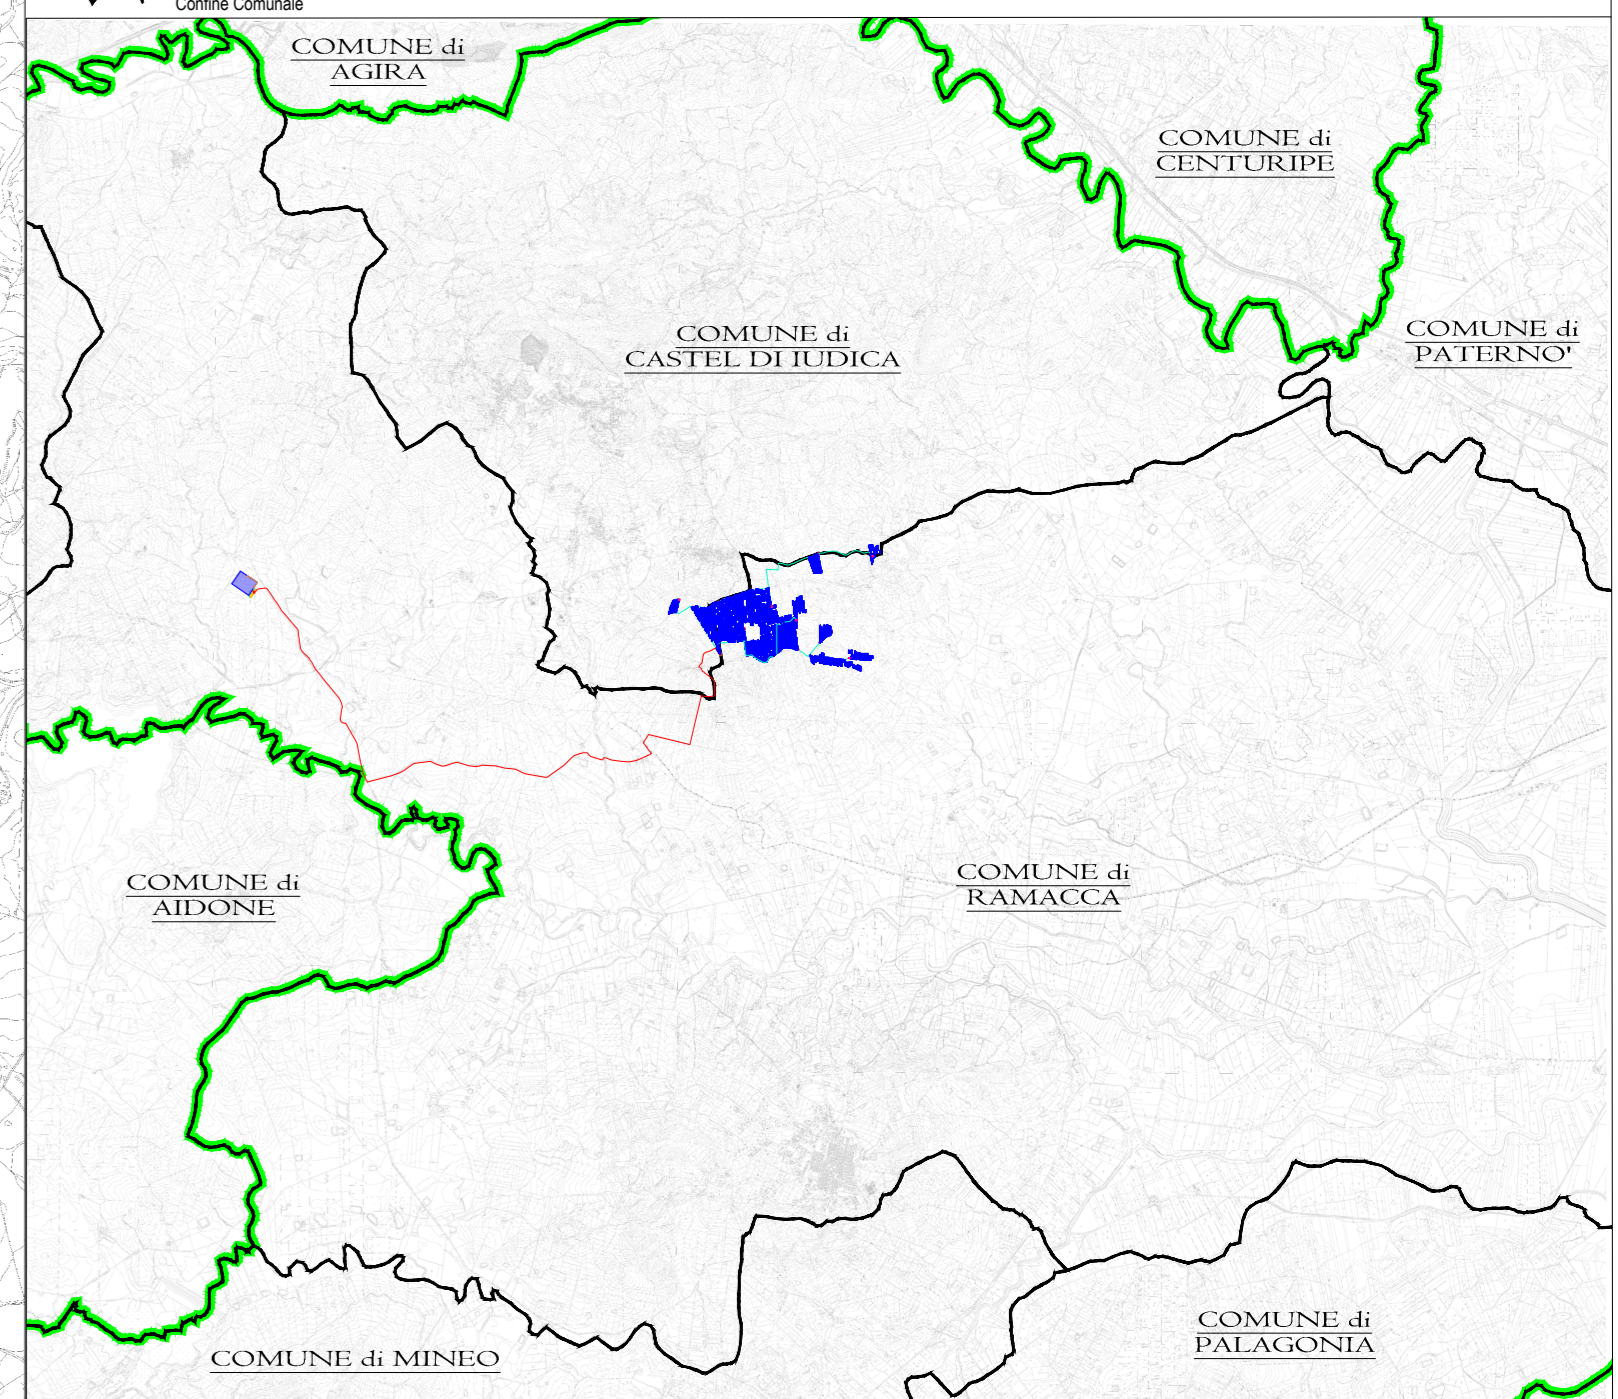 Confine Comunale
COMUNE di
AGIRA
COMUNE di
CENTURIPE
COMUNE di
CASTEL DI IUDICA
COMUNE di
PATERNO'
COMUNE di
AIDONE
COMUNE di
RAMACCA
COMUNE di
PALAGONIA
COMUNE di MINEO